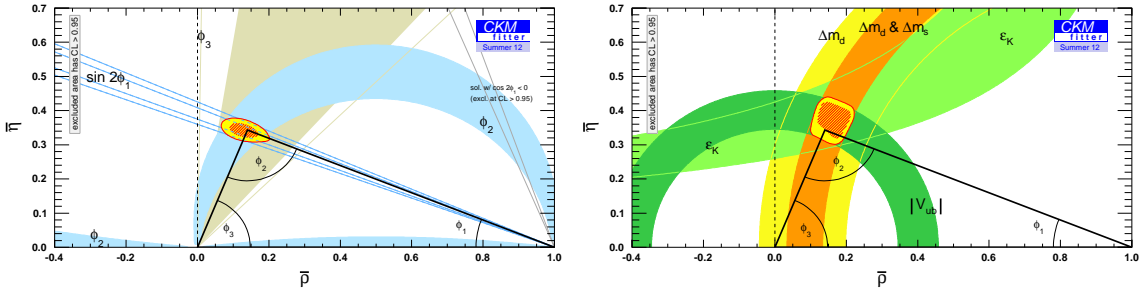 excluded area has CL > 0.95
η̄
0.7
0.6
0.5
0.4
0.3
0.2
0.1
0.0
-0.4
-0.2
0.0
0.2
0.4
0.6
0.8
1.0
ρ̄
ϕ3
sin 2ϕ1
CKM
fitter
Summer 12
sol. w/ cos 2ϕ1 < 0
(excl. at CL > 0.95)
ϕ2
ϕ2
ϕ2
ϕ3
ϕ1
excluded area has CL > 0.95
η̄
0.7
0.6
0.5
0.4
0.3
0.2
0.1
0.0
-0.4
-0.2
0.0
0.2
0.4
0.6
0.8
1.0
ρ̄
Δmd
Δmd & Δms
εK
CKM
fitter
Summer 12
εK
|Vub|
ϕ2
ϕ3
ϕ1